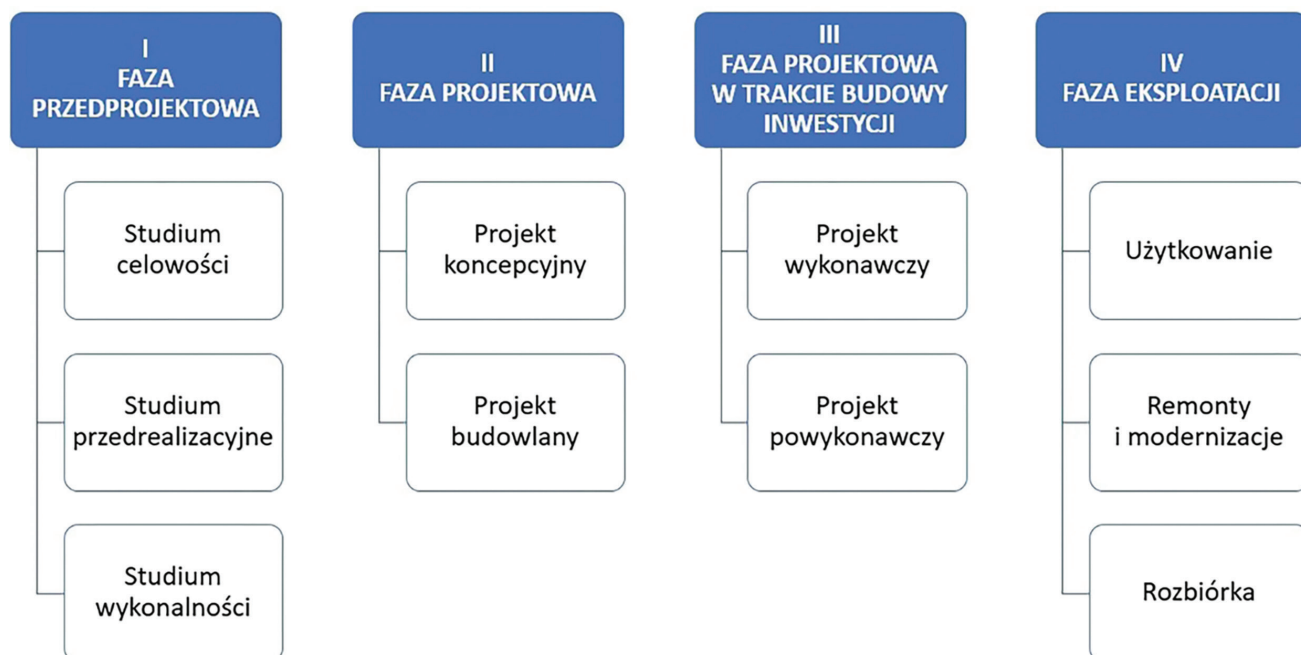 I
FAZA
PRZEDPROJEKTOWA
Studium
celowości
Studium
przedrealizacyjne
Studium
wykonalności
II
FAZA PROJEKTOWA
Projekt
koncepcyjny
Projekt
budowlany
III
FAZA PROJEKTOWA
W TRAKCIE BUDOWY
INWESTYCJI
Projekt
wykonawczy
Projekt
powykonawczy
IV
FAZA EKSPLOATACJI
Użytkowanie
Remonty
i modernizacje
Rozbiórka